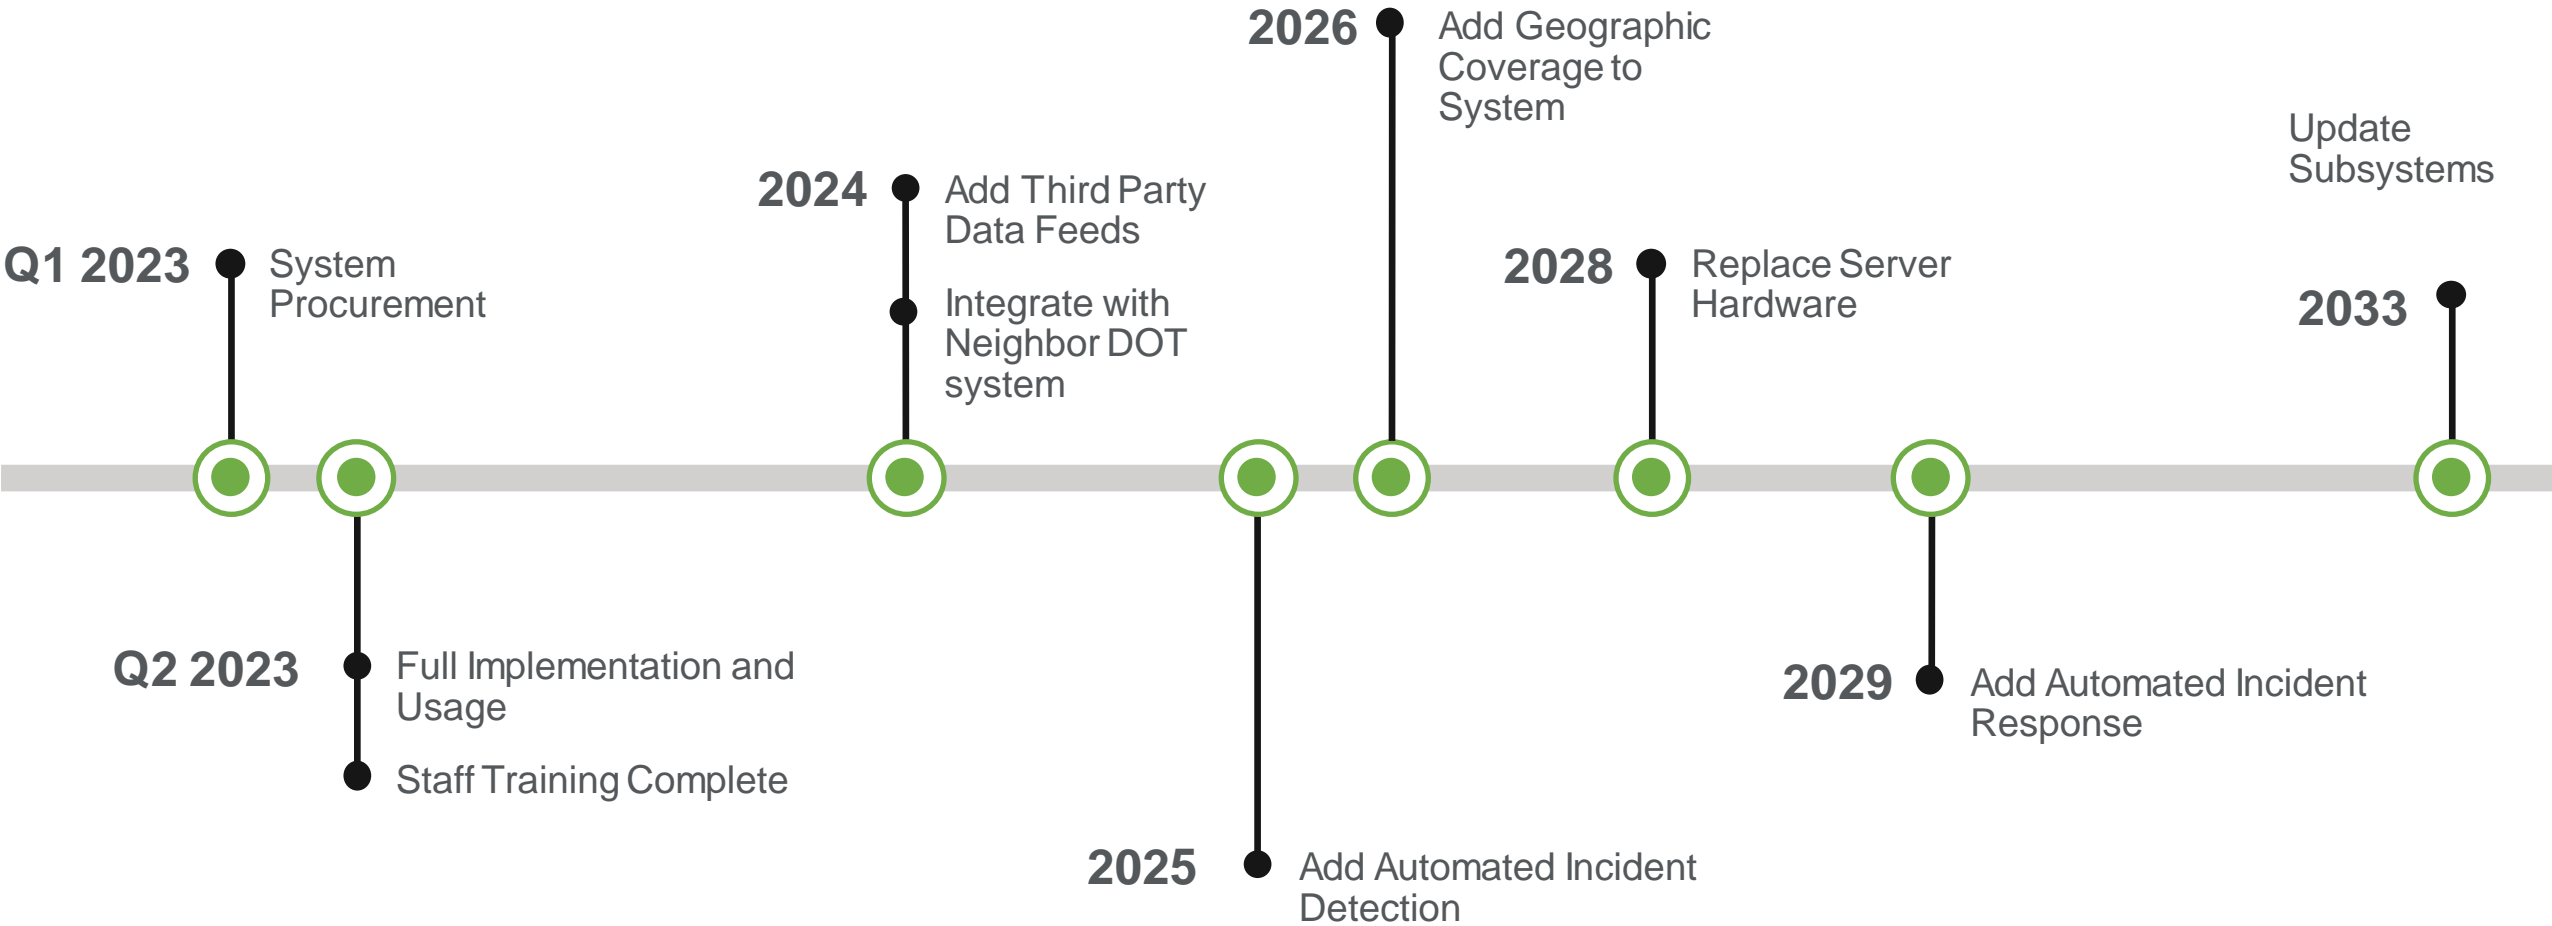 Q1 2023
System
Procurement
Q2 2023
Full Implementation and
Usage
Staff Training Complete
2024
Add Third Party
Data Feeds
Integrate with
Neighbor DOT
system
2025
Add Automated Incident
Detection
2026
Add Geographic
Coverage to
System
2028
Replace Server
Hardware
2029
Add Automated Incident
Response
2033
Update
Subsystems